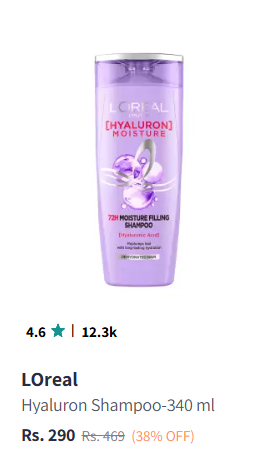 L'ORÉAL
[HYALURON]
MOISTURE
72H MOISTURE FILLING
SHAMPOO
[Hyaluronic Acid]
4.6 ★ | 12.3k
LOreal
Hyaluron Shampoo-340 ml
Rs. 290 Rs. 469 (38% OFF)